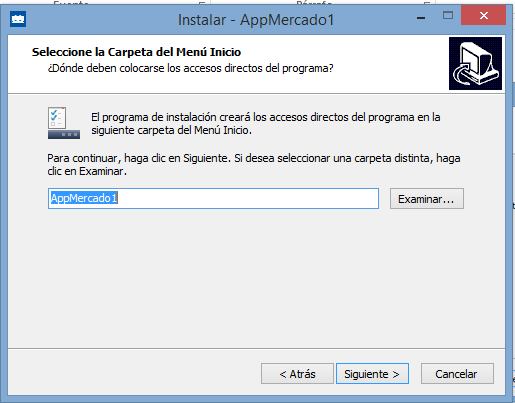 Instalar - AppMercado1
Seleccione la Carpeta del Menú Inicio
¿Dónde deben colocarse los accesos directos del programa?
El programa de instalación creará los accesos directos del programa en la
siguiente carpeta del Menú Inicio.
Para continuar, haga clic en Siguiente. Si desea seleccionar una carpeta distinta, haga
clic en Examinar.
AppMercado1
Examinar...
< Atrás
Siguiente >
Cancelar